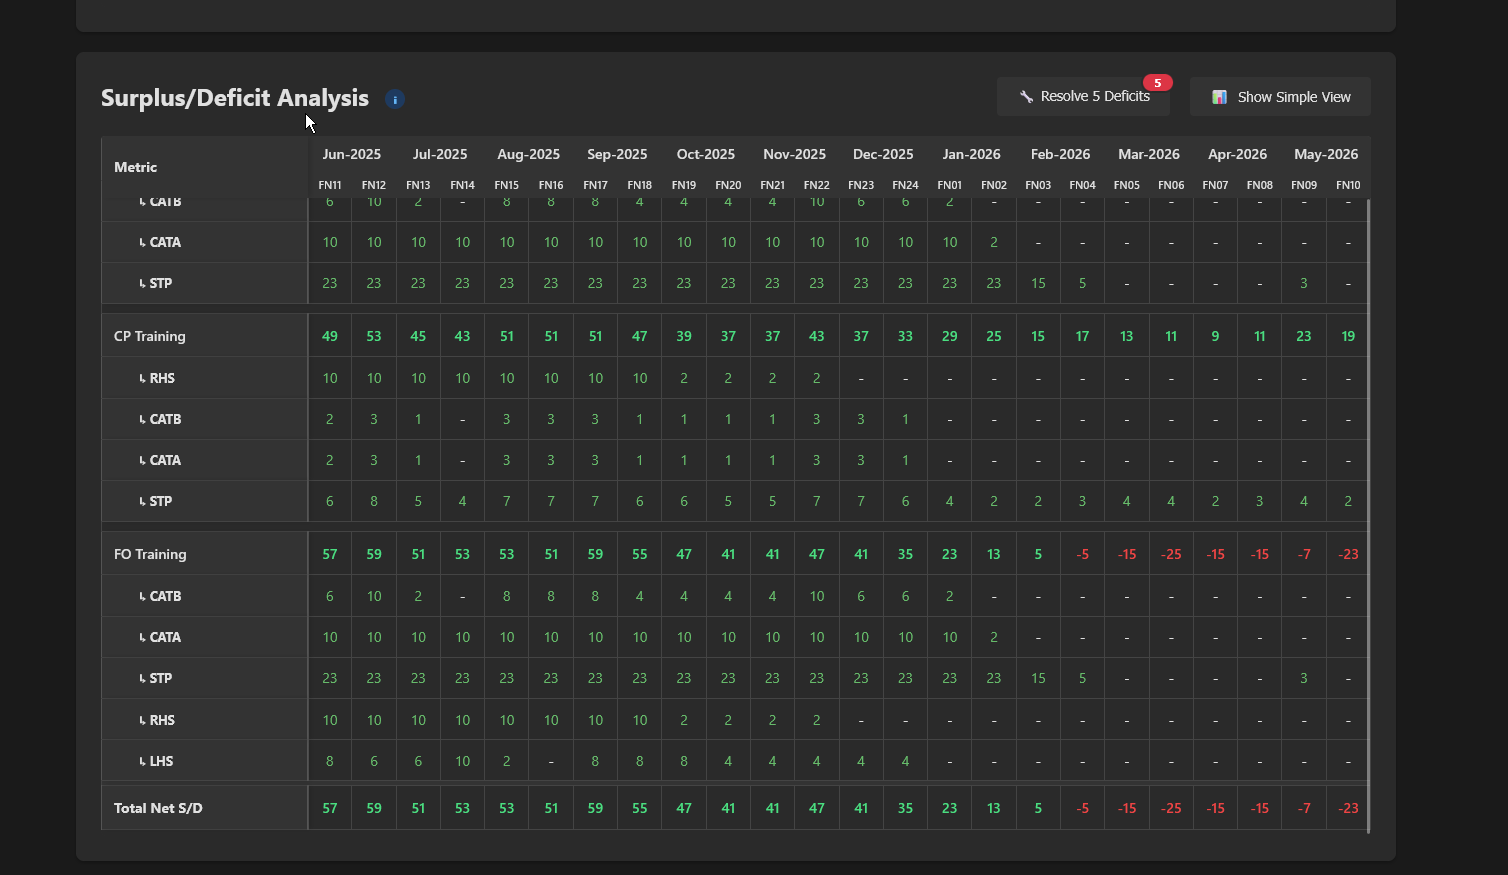 Surplus/Deficit Analysis i
Resolve 5 Deficits 5
Show Simple View
Metric Jun-2025 Jul-2025 Aug-2025 Sep-2025 Oct-2025 Nov-2025 Dec-2025 Jan-2026 Feb-2026 Mar-2026 Apr-2026 May-2026
FN11 FN12 FN13 FN14 FN15 FN16 FN17 FN18 FN19 FN20 FN21 FN22 FN23 FN24 FN01 FN02 FN03 FN04 FN05 FN06 FN07 FN08 FN09 FN10
↳ CATB 6 10 2 - 8 8 8 4 4 4 4 10 6 6 2 - - - - - - - - -
↳ CATA 10 10 10 10 10 10 10 10 10 10 10 10 10 10 10 2 - - - - - - - -
↳ STP 23 23 23 23 23 23 23 23 23 23 23 23 23 23 23 23 15 5 - - - - 3 -
CP Training 49 53 45 43 51 51 51 47 39 37 37 43 37 33 29 25 15 17 13 11 9 11 23 19
↳ RHS 10 10 10 10 10 10 10 10 2 2 2 2 - - - - - - - - - - - -
↳ CATB 2 3 1 - 3 3 3 1 1 1 1 3 3 1 - - - - - - - - - -
↳ CATA 2 3 1 - 3 3 3 1 1 1 1 3 3 1 - - - - - - - - - -
↳ STP 6 8 5 4 7 7 7 6 6 5 5 7 7 6 4 2 2 3 4 4 2 3 4 2
FO Training 57 59 51 53 53 51 59 55 47 41 41 47 41 35 23 13 5 -5 -15 -25 -15 -15 -7 -23
↳ CATB 6 10 2 - 8 8 8 4 4 4 4 10 6 6 2 - - - - - - - - -
↳ CATA 10 10 10 10 10 10 10 10 10 10 10 10 10 10 10 2 - - - - - - - -
↳ STP 23 23 23 23 23 23 23 23 23 23 23 23 23 23 23 23 15 5 - - - - 3 -
↳ RHS 10 10 10 10 10 10 10 10 2 2 2 2 - - - - - - - - - - - -
↳ LHS 8 6 6 10 2 - 8 8 8 4 4 4 4 4 - - - - - - - - - -
Total Net S/D 57 59 51 53 53 51 59 55 47 41 41 47 41 35 23 13 5 -5 -15 -25 -15 -15 -7 -23